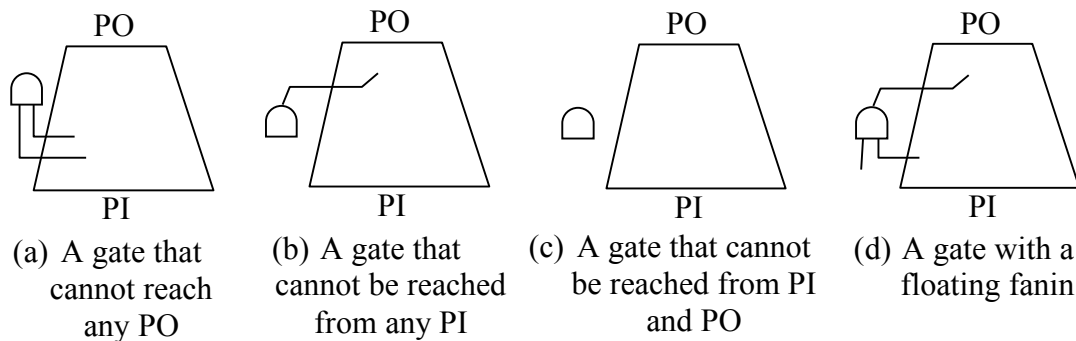 PO
PI
(a) A gate that
cannot reach
any PO
PO
PI
(b) A gate that
cannot be reached
from any PI
PO
PI
(c) A gate that cannot
be reached from PI
and PO
PO
PI
(d) A gate with a
floating fanin